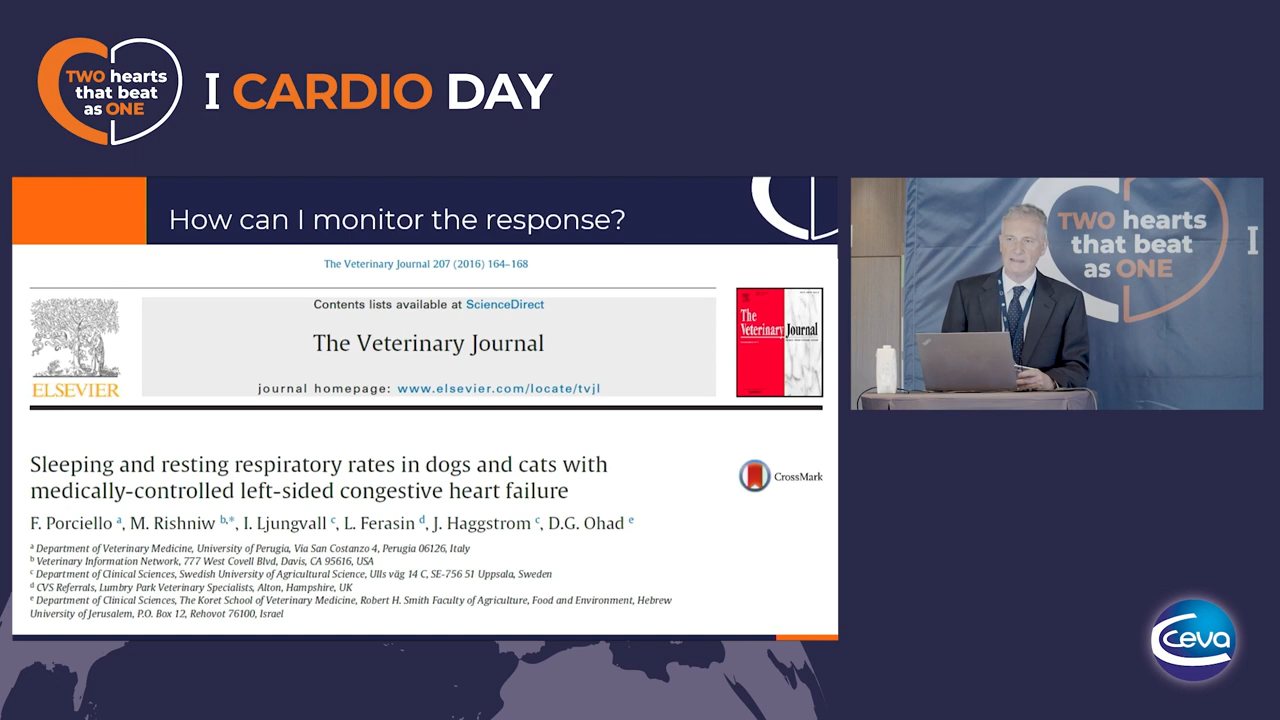 TWO hearts
that beat
as ONE
I CARDIO DAY
How can I monitor the response?
The Veterinary Journal 207 (2016) 164–168
Contents lists available at ScienceDirect
The Veterinary Journal
journal homepage: www.elsevier.com/locate/tvjl
ELSEVIER
The
Veterinary Journal
Sleeping and resting respiratory rates in dogs and cats with
medically-controlled left-sided congestive heart failure
CrossMark
F. Porciello a, M. Rishniw b,*, I. Ljungvall c, L. Ferasin d, J. Haggstrom c, D.G. Ohad e
a Department of Veterinary Medicine, University of Perugia, Via San Costanzo 4, Perugia 06126, Italy
b Veterinary Information Network, 777 West Covell Blvd, Davis, CA 95616, USA
c Department of Clinical Sciences, Swedish University of Agricultural Science, Ulls väg 14 C, SE-756 51 Uppsala, Sweden
d CVS Referrals, Lumbry Park Veterinary Specialists, Alton, Hampshire, UK
e Department of Clinical Sciences, The Koret School of Veterinary Medicine, Robert H. Smith Faculty of Agriculture, Food and Environment, Hebrew
University of Jerusalem, P.O. Box 12, Rehovot 76100, Israel
TWO hearts
that beat
as ONE
I
Ceva